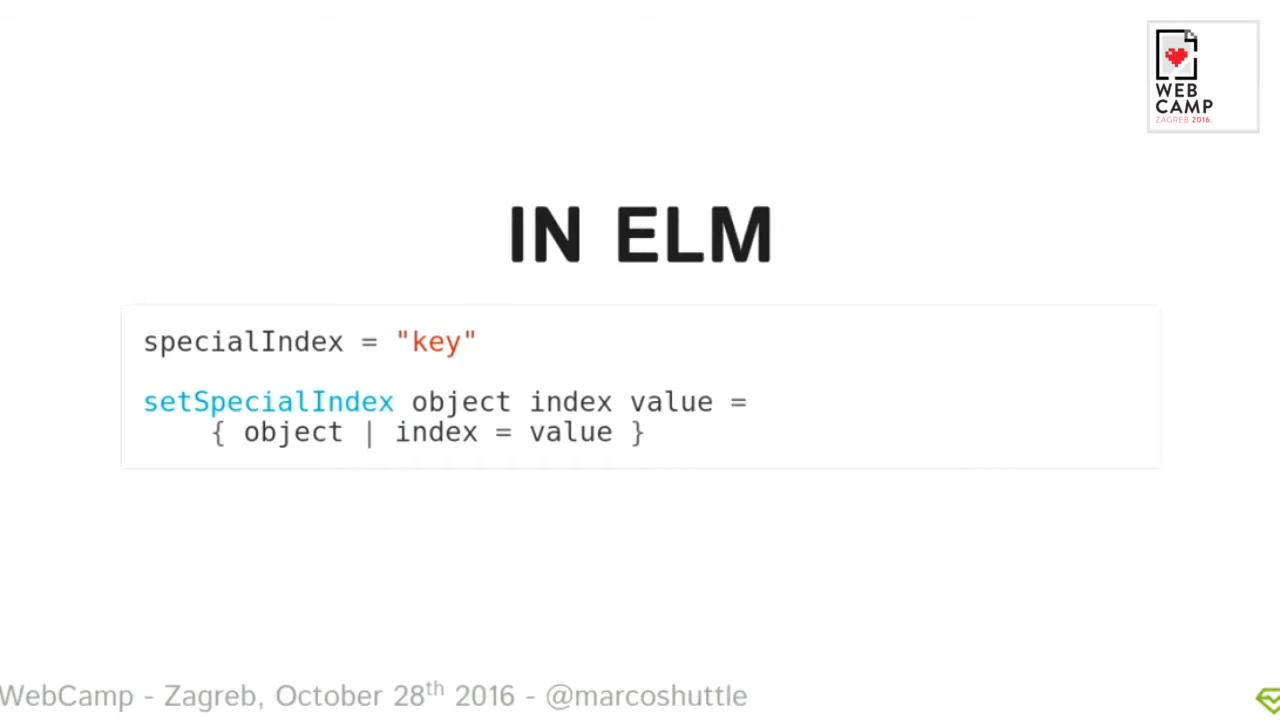 WEB
CAMP
ZAGREB 2016.
IN ELM
specialIndex = "key"
setSpecialIndex object index value =
{ object | index = value }
WebCamp - Zagreb, October 28th 2016 - @marcoshuttle